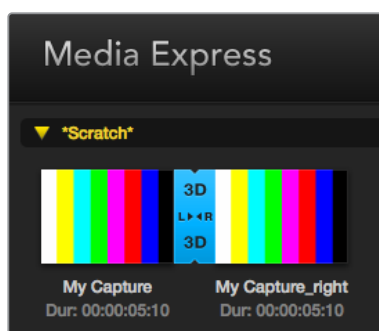 Media Express
*Scratch*
3D
L R
3D
My Capture
My Capture_right
Dur: 00:00:05:10
Dur: 00:00:05:10